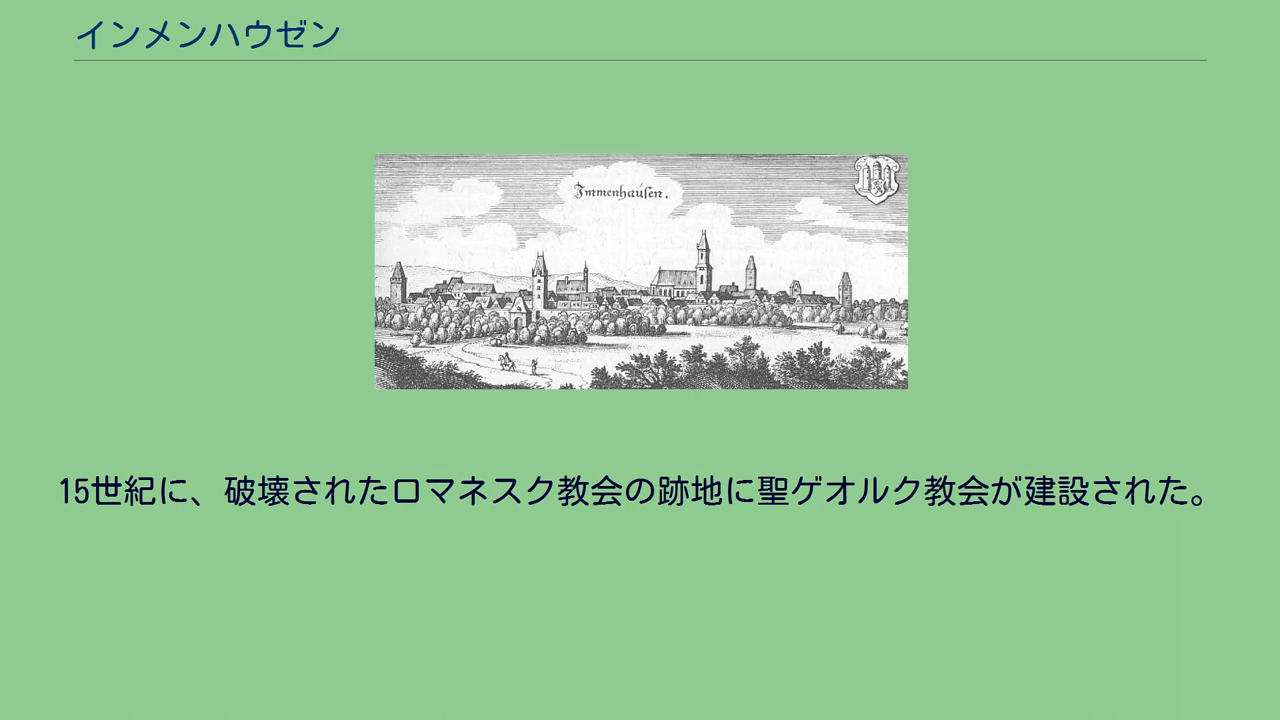 インメンハウゼン
Immenhausen.
15世紀に、破壊されたロマネスク教会の跡地に聖ゲオルク教会が建設された。